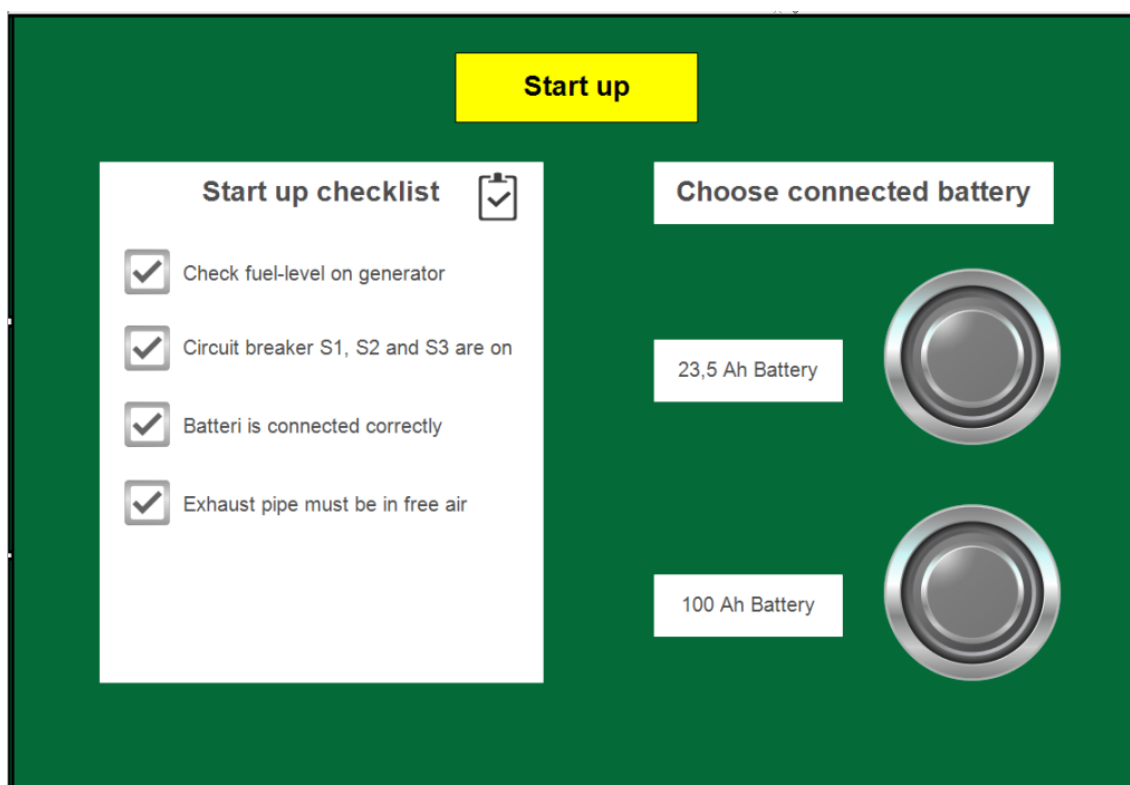 Start up
Start up checklist
Check fuel-level on generator
Circuit breaker S1, S2 and S3 are on
Batteri is connected correctly
Exhaust pipe must be in free air
Choose connected battery
23,5 Ah Battery
100 Ah Battery